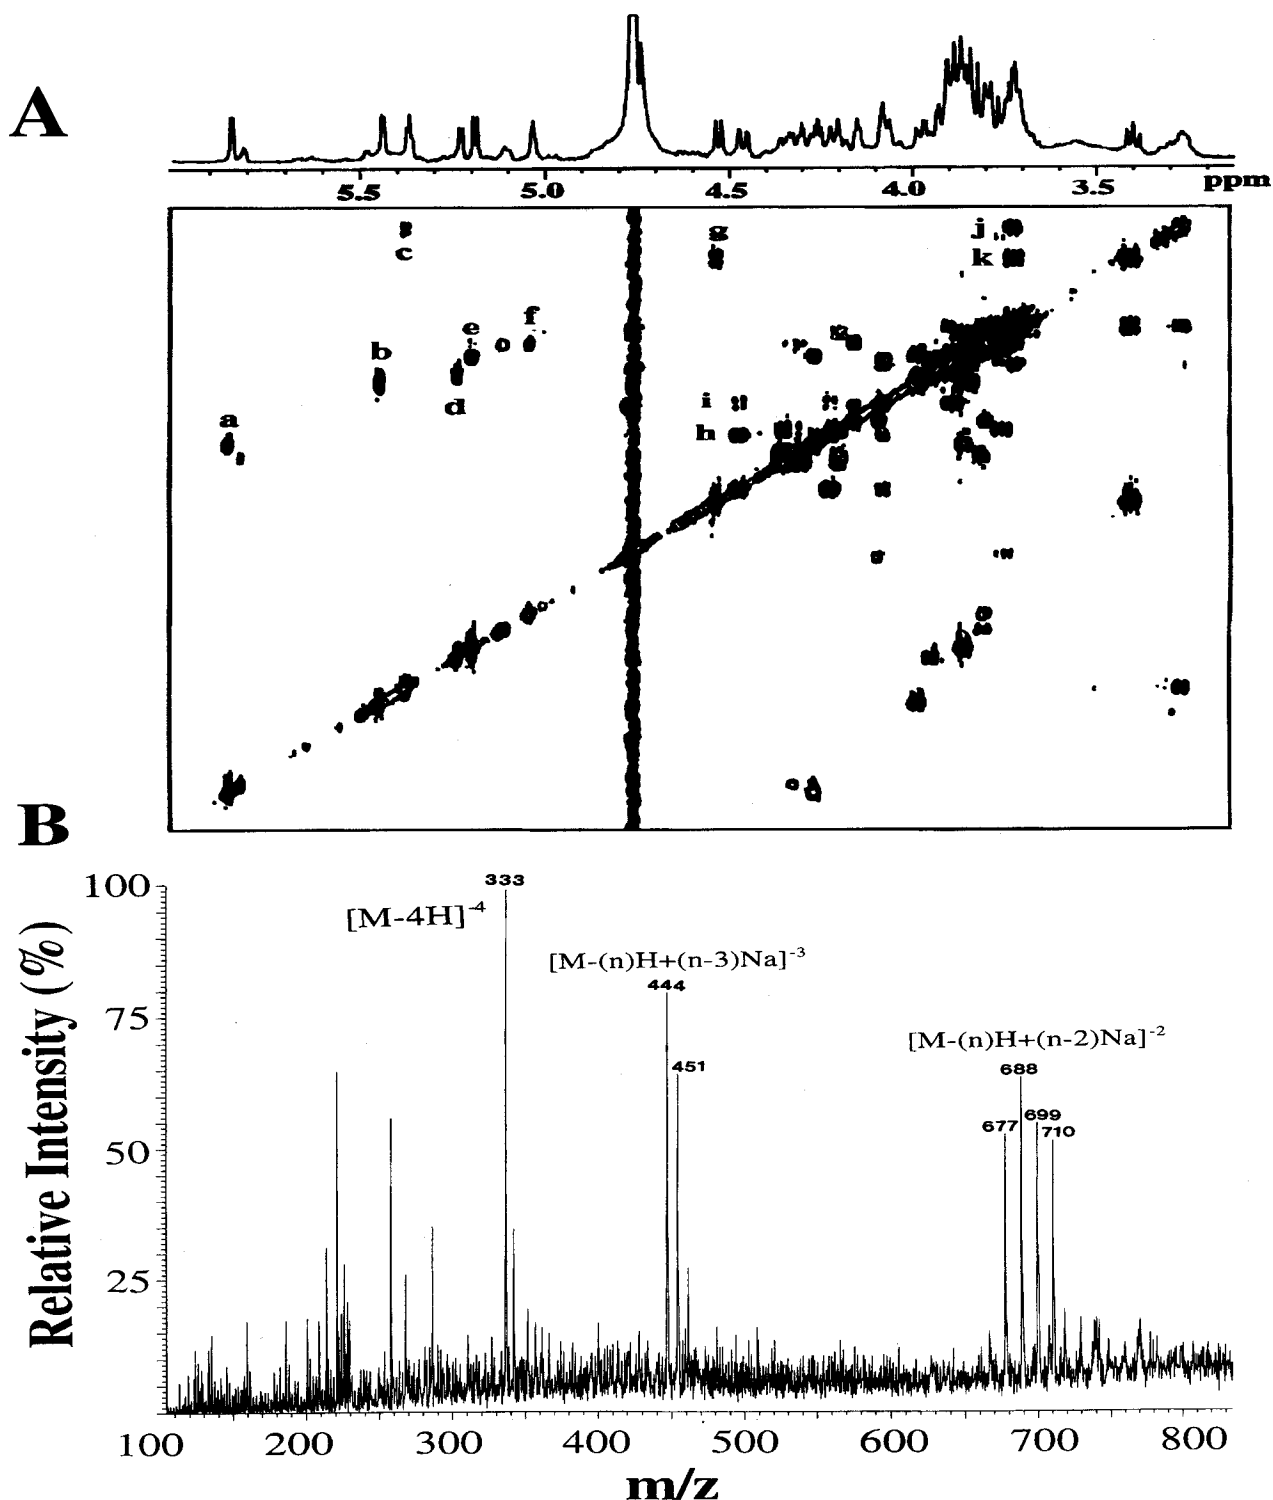 A
5.5 5.0 4.5 4.0 3.5 ppm
g j
c k
f
e
b
i
d
h
a
B
100 333
[M-4H]-4
[M-(n)H+(n-3)Na]-3
444
75
[M-(n)H+(n-2)Na]-2
451 688
699
677 710
50
25
Relative Intensity (%)
100 200 300 400 500 600 700 800
m/z